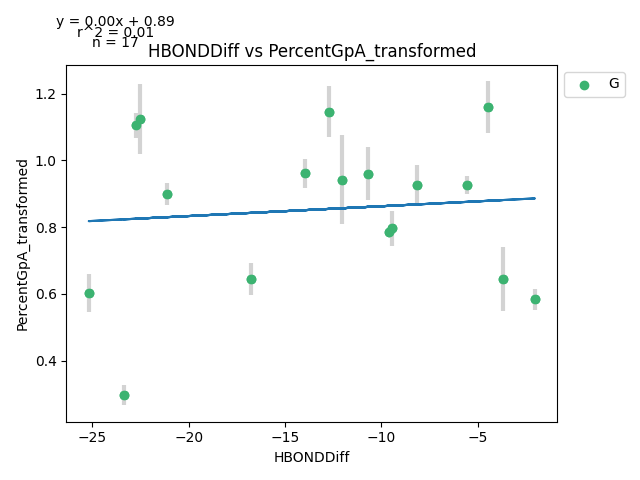 y = 0.00x + 0.89
r^2 = 0.01
n = 17
HBONDDiff vs PercentGpA_transformed
G
PercentGpA_transformed
1.2
1.0
0.8
0.6
0.4
−25
−20
−15
−10
−5
HBONDDiff